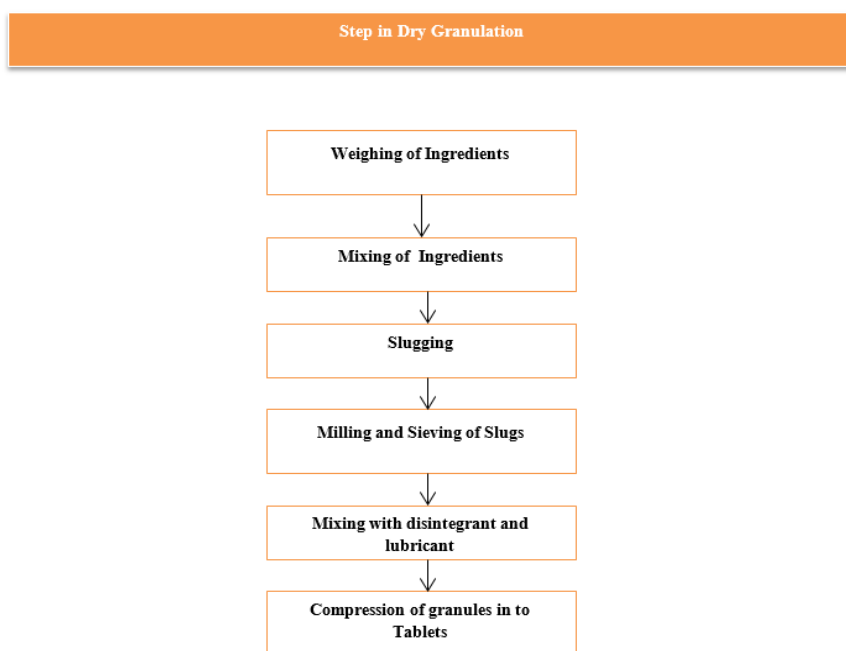 Step in Dry Granulation
Weighing of Ingredients
Mixing of Ingredients
Slugging
Milling and Sieving of Slugs
Mixing with disintegrant and
lubricant
Compression of granules in to
Tablets